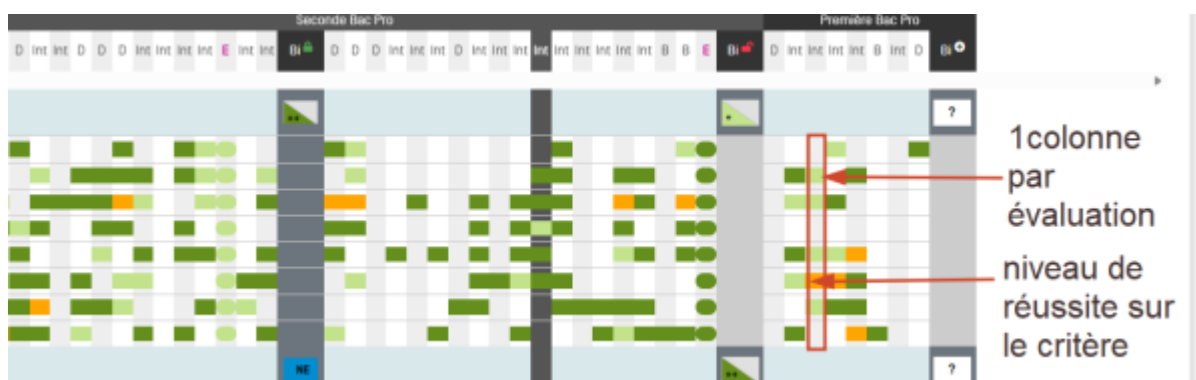 Seconde Bac Pro Première Bac Pro
D Int Int D D D Int Int Int Int E Int Int Bi D D D Int Int Int D Int Int Int Int Int Int Int Int Int B B E Bi D Int Int Int Int B Int D Bi
++ + ?
1colonne
par
évaluation
niveau de
réussite sur
le critère
NE ++ ?